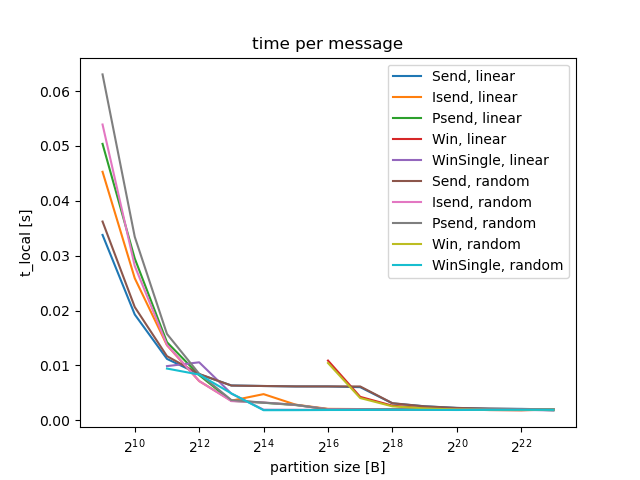 time per message
t_local [s]
0.06
0.05
0.04
0.03
0.02
0.01
0.00
Send, linear
Isend, linear
Psend, linear
Win, linear
WinSingle, linear
Send, random
Isend, random
Psend, random
Win, random
WinSingle, random
2^10 2^12 2^14 2^16 2^18 2^20 2^22
partition size [B]